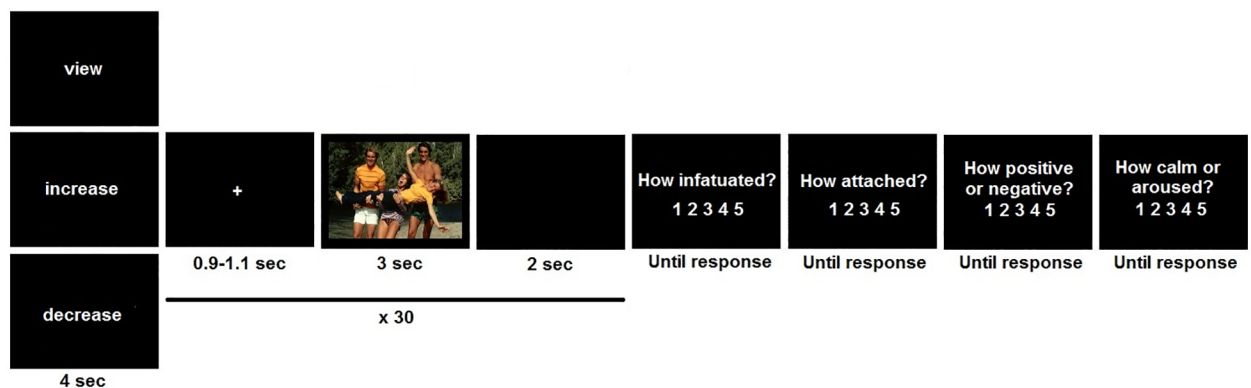 view
increase
decrease
4 sec
+
0.9-1.1 sec
3 sec
2 sec
x 30
How infatuated?
1 2 3 4 5
Until response
How attached?
1 2 3 4 5
Until response
How positive
or negative?
1 2 3 4 5
Until response
How calm or
aroused?
1 2 3 4 5
Until response